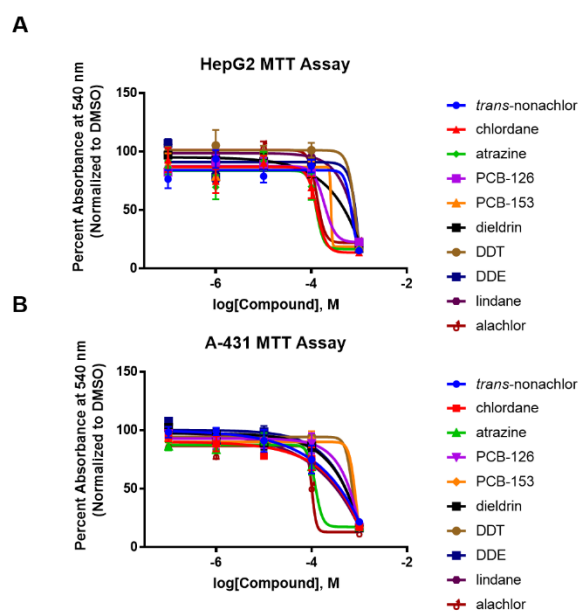 A
HepG2 MTT Assay
Percent Absorbance at 540 nm
(Normalized to DMSO)
150
100
50
0
-6
-4
-2
log[Compound], M
trans-nonachlor
chlordane
atrazine
PCB-126
PCB-153
dieldrin
DDT
DDE
lindane
alachlor
B
A-431 MTT Assay
Percent Absorbance at 540 nm
(Normalized to DMSO)
150
100
50
0
-6
-4
-2
log[Compound], M
trans-nonachlor
chlordane
atrazine
PCB-126
PCB-153
dieldrin
DDT
DDE
lindane
alachlor